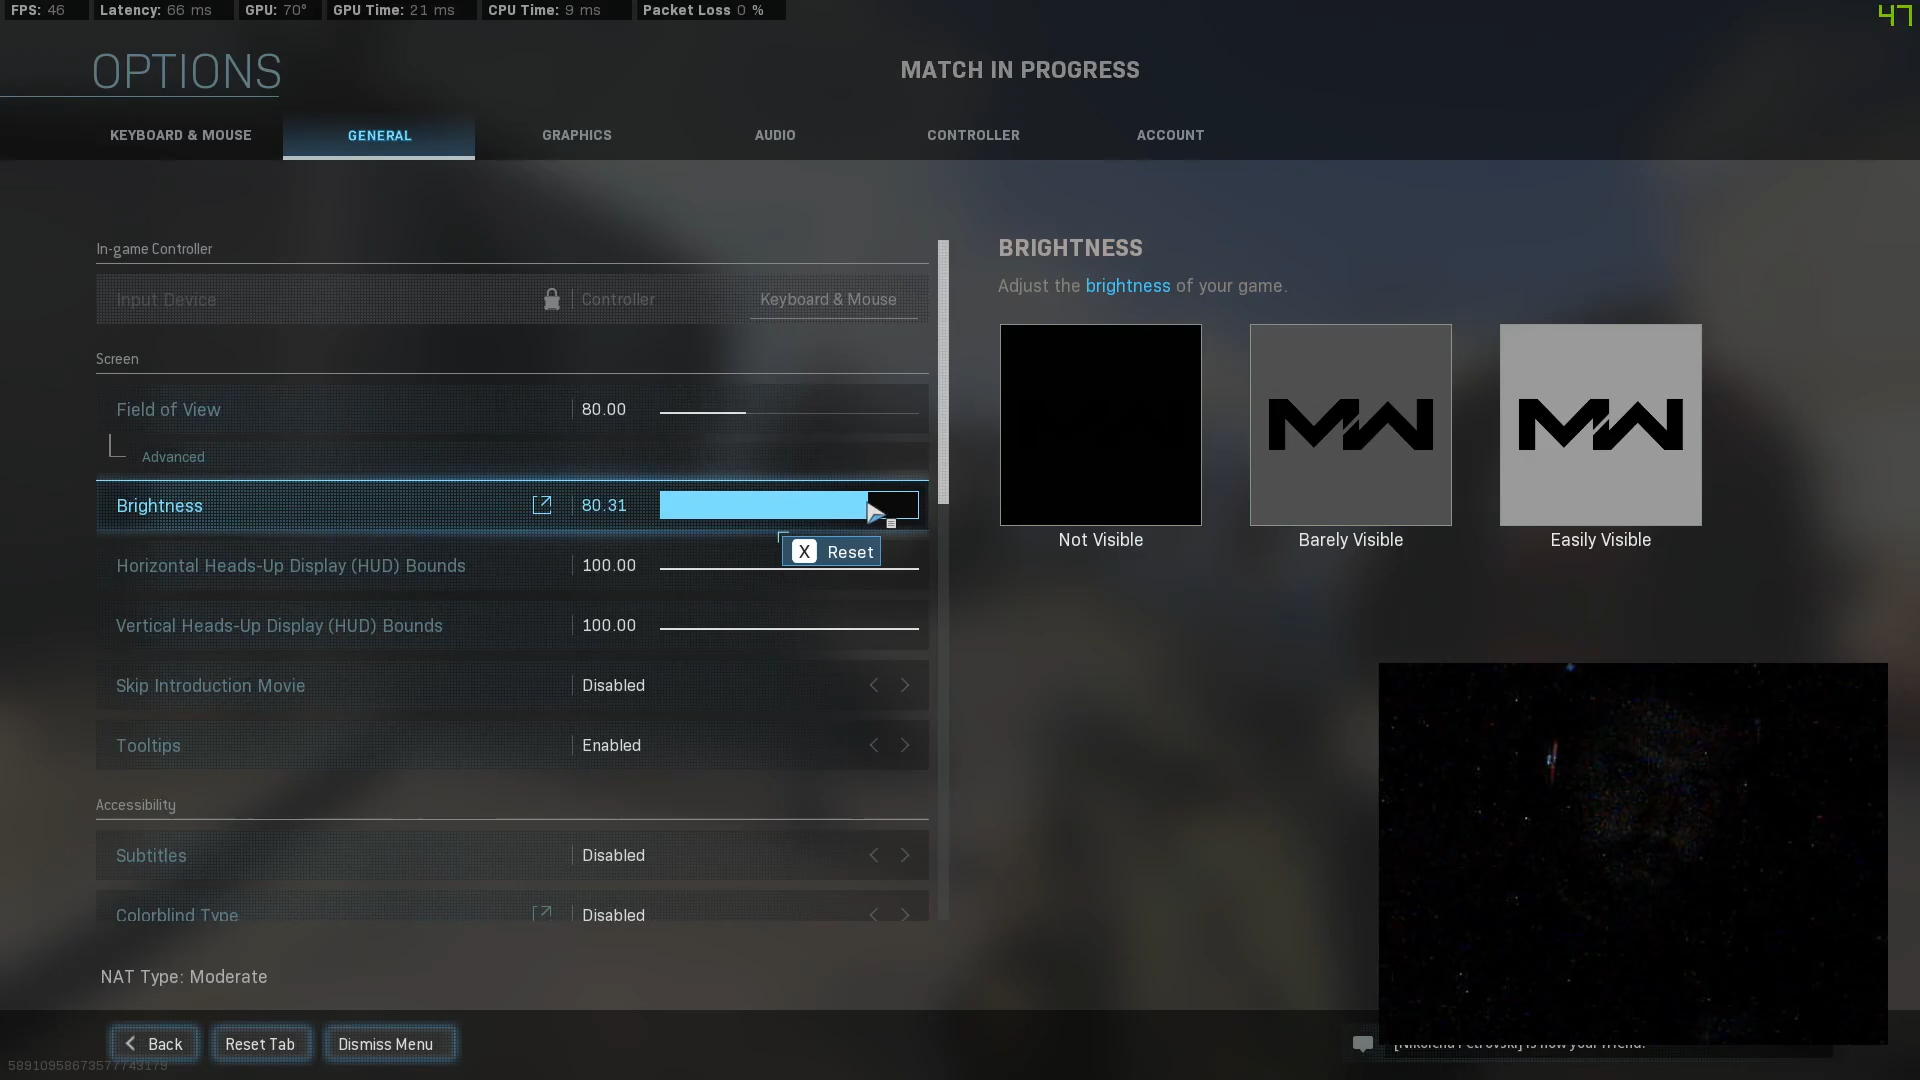 FPS: 46 Latency: 66 ms GPU: 70° GPU Time: 21 ms CPU Time: 9 ms Packet Loss 0 %
47
OPTIONS
MATCH IN PROGRESS
KEYBOARD & MOUSE GENERAL GRAPHICS AUDIO CONTROLLER ACCOUNT
In-game Controller
Input Device Controller Keyboard & Mouse
Screen
Field of View 80.00
Advanced
Brightness 80.31
X Reset
Horizontal Heads-Up Display (HUD) Bounds 100.00
Vertical Heads-Up Display (HUD) Bounds 100.00
Skip Introduction Movie Disabled
Tooltips Enabled
Accessibility
Subtitles Disabled
Colorblind Type Disabled
BRIGHTNESS
Adjust the brightness of your game.
MW MW
Not Visible Barely Visible Easily Visible
NAT Type: Moderate
Back Reset Tab Dismiss Menu
is now your friend.
58910958673577743179